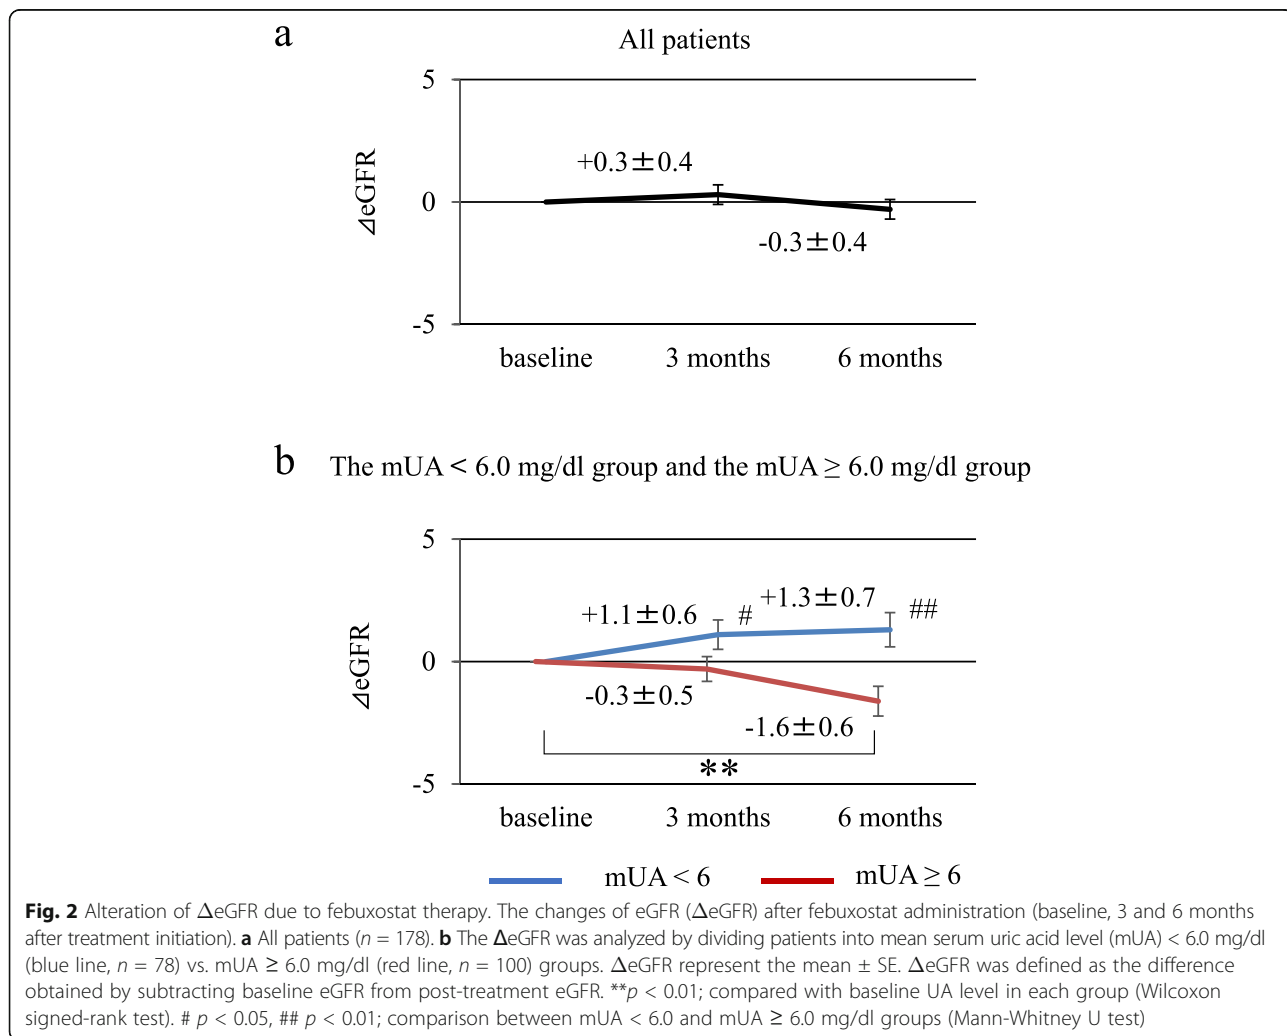 a
All patients
5
+0.3±0.4
ΔeGFR
0
-0.3±0.4
-5
baseline 3 months 6 months
b
The mUA < 6.0 mg/dl group and the mUA ≥ 6.0 mg/dl group
5
+1.1±0.6 # +1.3±0.7 ##
ΔeGFR
0
-0.3±0.5
-1.6±0.6
**
-5
baseline 3 months 6 months
mUA < 6 mUA ≥ 6
Fig. 2 Alteration of ΔeGFR due to febuxostat therapy. The changes of eGFR (ΔeGFR) after febuxostat administration (baseline, 3 and 6 months
after treatment initiation). a All patients (n = 178). b The ΔeGFR was analyzed by dividing patients into mean serum uric acid level (mUA) < 6.0 mg/dl
(blue line, n = 78) vs. mUA ≥ 6.0 mg/dl (red line, n = 100) groups. ΔeGFR represent the mean ± SE. ΔeGFR was defined as the difference
obtained by subtracting baseline eGFR from post-treatment eGFR. **p < 0.01; compared with baseline UA level in each group (Wilcoxon
signed-rank test). # p < 0.05, ## p < 0.01; comparison between mUA < 6.0 and mUA ≥ 6.0 mg/dl groups (Mann-Whitney U test)